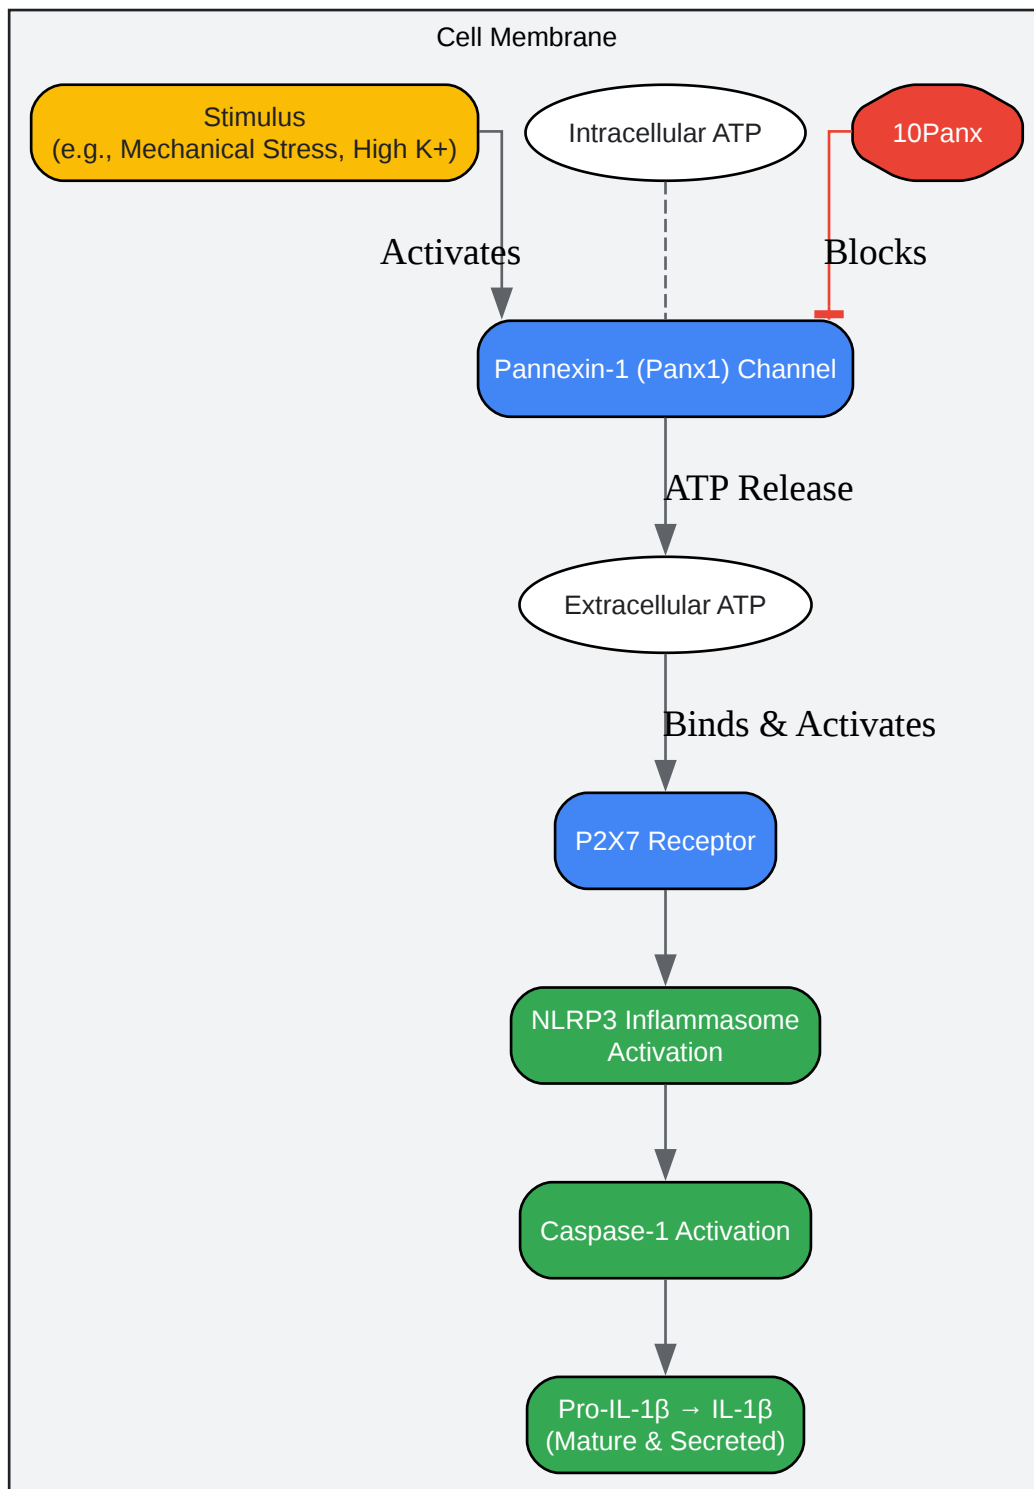 Cell Membrane
Stimulus
(e.g., Mechanical Stress, High K+)
Intracellular ATP
10Panx
Activates
Blocks
Pannexin-1 (Panx1) Channel
ATP Release
Extracellular ATP
Binds & Activates
P2X7 Receptor
NLRP3 Inflammasome
Activation
Caspase-1 Activation
Pro-IL-1β → IL-1β
(Mature & Secreted)